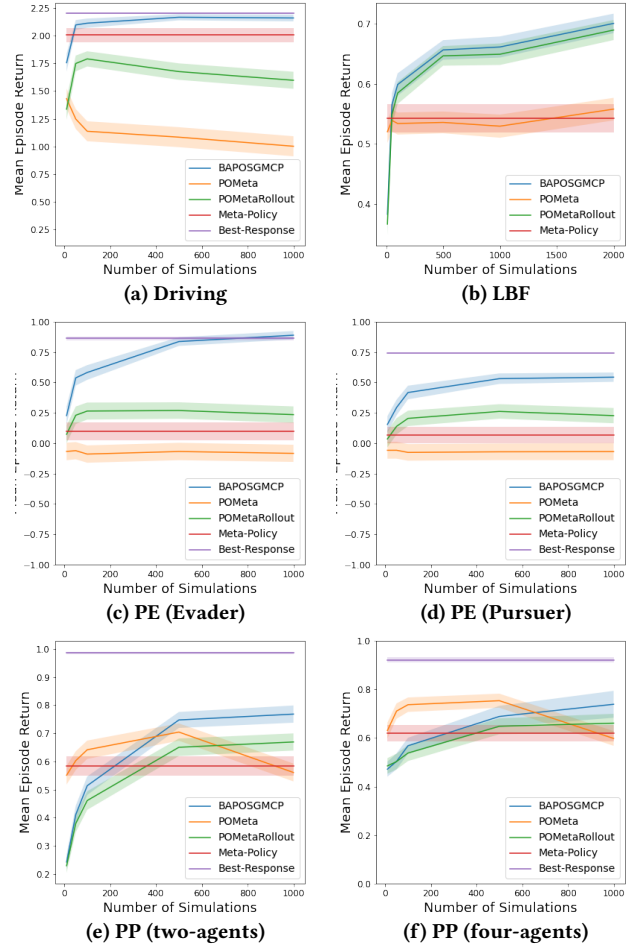 Mean Episode Return
2.25
2.00
1.75
1.50
1.25
1.00
0.75
0.50
0.25
BAPOSGMCP
POMeta
POMetaRollout
Meta-Policy
Best-Response
0 200 400 600 800 1000
Number of Simulations
(a) Driving
Mean Episode Return
0.7
0.6
0.5
0.4
BAPOSGMCP
POMeta
POMetaRollout
Meta-Policy
0 500 1000 1500 2000
Number of Simulations
(b) LBF
1.00
0.75
0.50
0.25
0.00
−0.25
−0.50
−0.75
−1.00
BAPOSGMCP
POMeta
POMetaRollout
Meta-Policy
Best-Response
0 200 400 600 800 1000
Number of Simulations
(c) PE (Evader)
1.00
0.75
0.50
0.25
0.00
−0.25
−0.50
−0.75
−1.00
BAPOSGMCP
POMeta
POMetaRollout
Meta-Policy
Best-Response
0 200 400 600 800 1000
Number of Simulations
(d) PE (Pursuer)
Mean Episode Return
1.0
0.9
0.8
0.7
0.6
0.5
0.4
0.3
0.2
BAPOSGMCP
POMeta
POMetaRollout
Meta-Policy
Best-Response
0 200 400 600 800 1000
Number of Simulations
(e) PP (two-agents)
Mean Episode Return
1.0
0.8
0.6
0.4
0.2
0.0
BAPOSGMCP
POMeta
POMetaRollout
Meta-Policy
Best-Response
0 200 400 600 800 1000
Number of Simulations
(f) PP (four-agents)